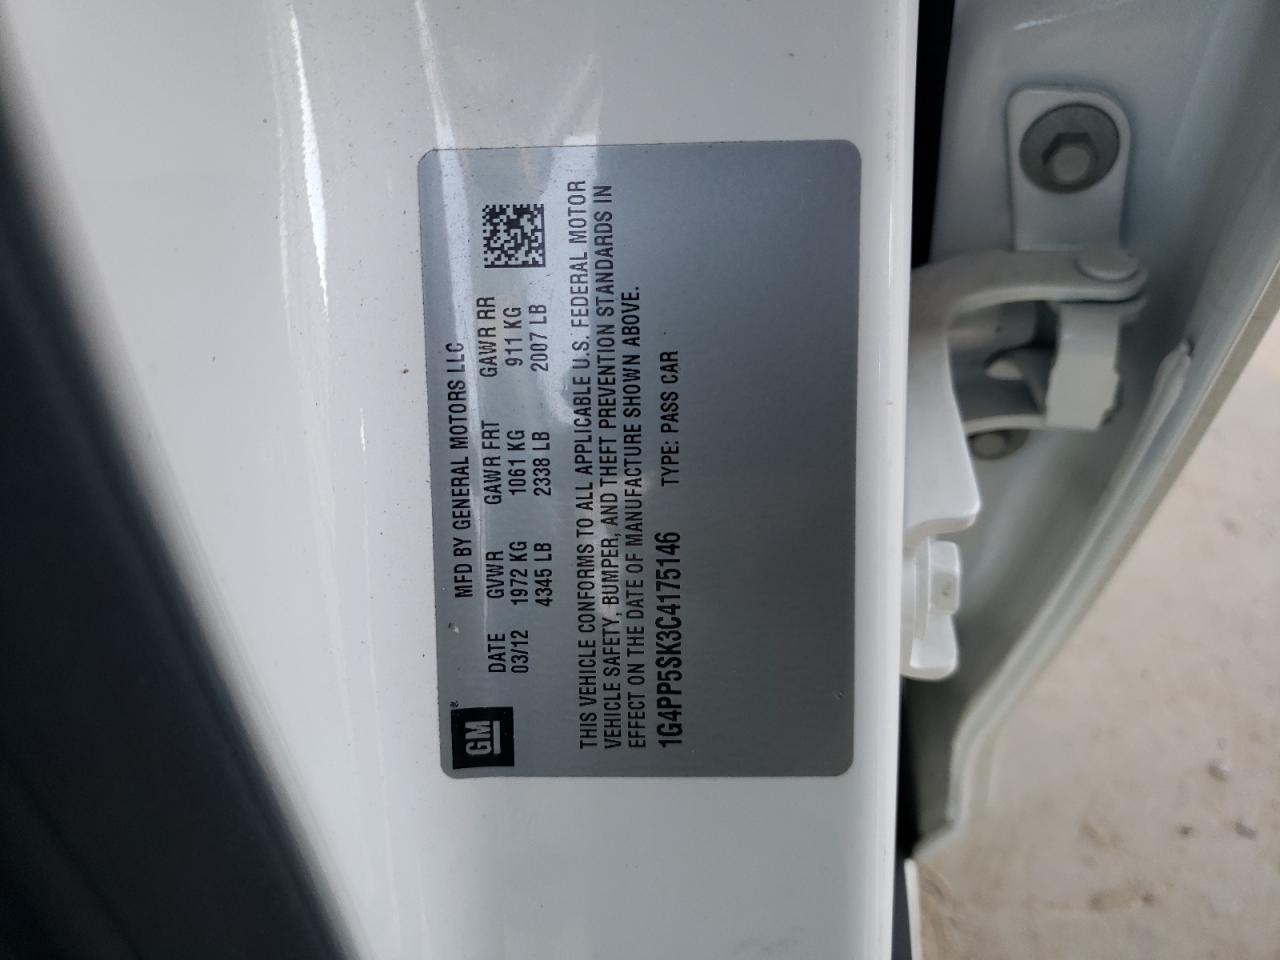 GM
MFD BY GENERAL MOTORS LLC
DATE GVWR GAWR FRT GAWR RR
03/12 1972 KG 1061 KG 911 KG
4345 LB 2338 LB 2007 LB
THIS VEHICLE CONFORMS TO ALL APPLICABLE U.S. FEDERAL MOTOR
VEHICLE SAFETY, BUMPER, AND THEFT PREVENTION STANDARDS IN
EFFECT ON THE DATE OF MANUFACTURE SHOWN ABOVE.
1G4PP5SK3C4175146 TYPE: PASS CAR